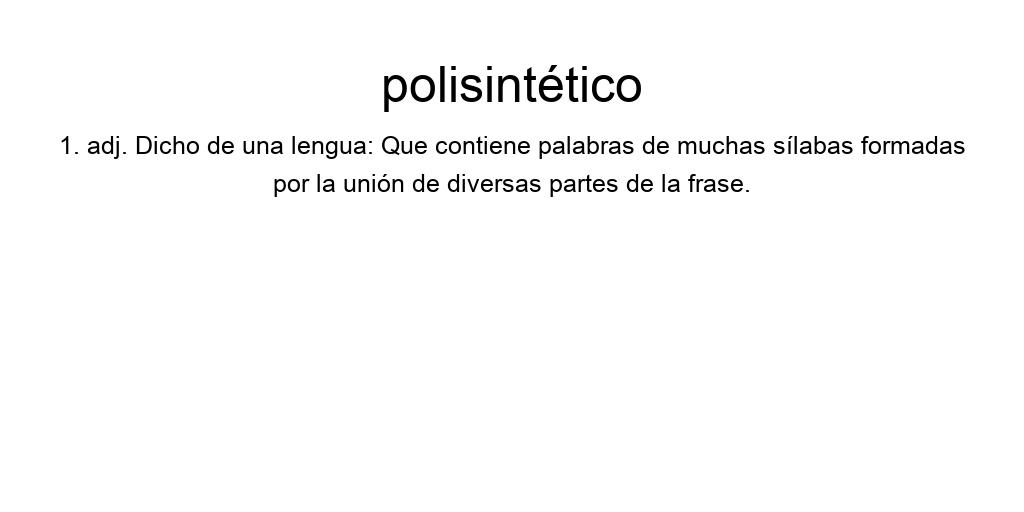 polisintético
1. adj. Dicho de una lengua: Que contiene palabras de muchas sílabas formadas
por la unión de diversas partes de la frase.